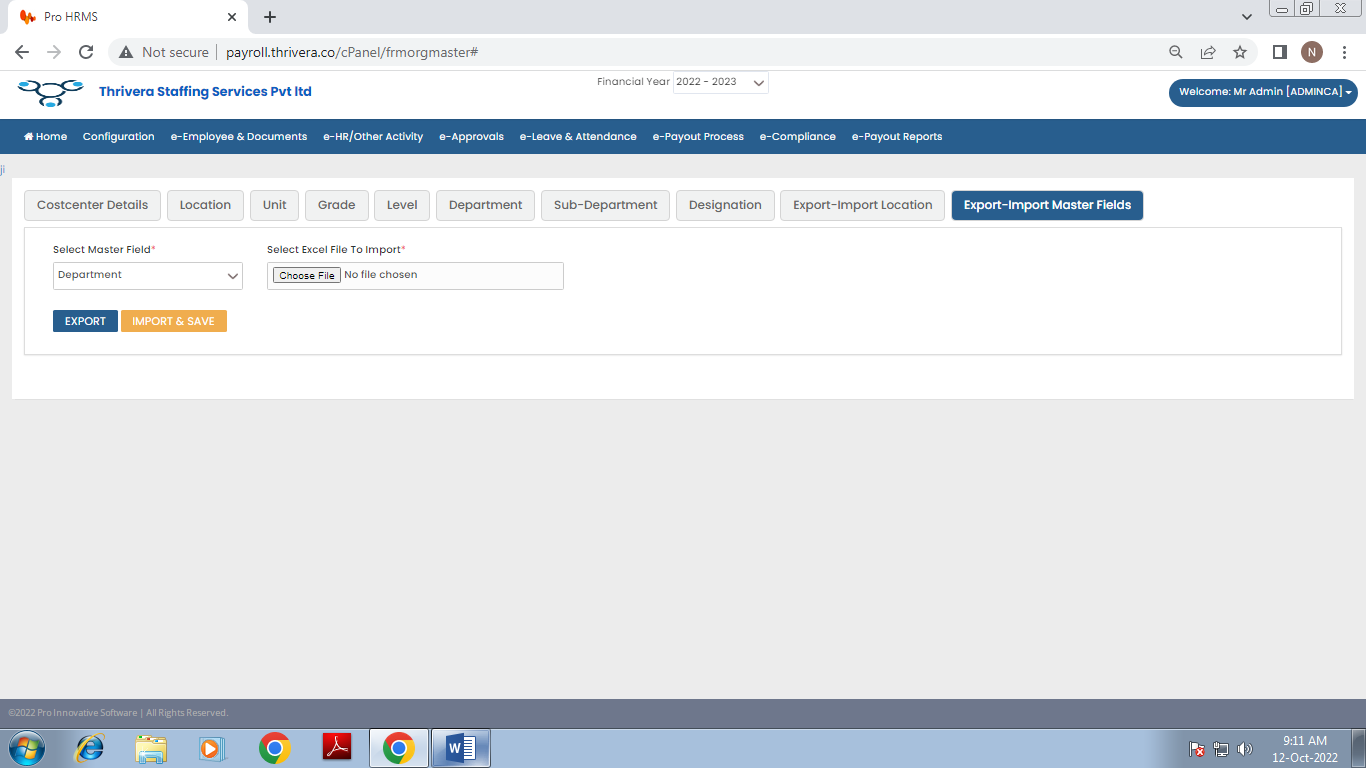 Pro HRMS
Not secure payroll.thrivera.co/cPanel/frmorgmaster#
N
Thrivera Staffing Services Pvt ltd
Financial Year 2022 - 2023
Welcome: Mr Admin [ADMINCA]
Home Configuration e-Employee & Documents e-HR/Other Activity e-Approvals e-Leave & Attendance e-Payout Process e-Compliance e-Payout Reports
ji
Costcenter Details Location Unit Grade Level Department Sub-Department Designation Export-Import Location Export-Import Master Fields
Select Master Field* Select Excel File To Import*
Department Choose File No file chosen
EXPORT IMPORT & SAVE
©2022 Pro Innovative Software | All Rights Reserved.
W
9:11 AM
12-Oct-2022